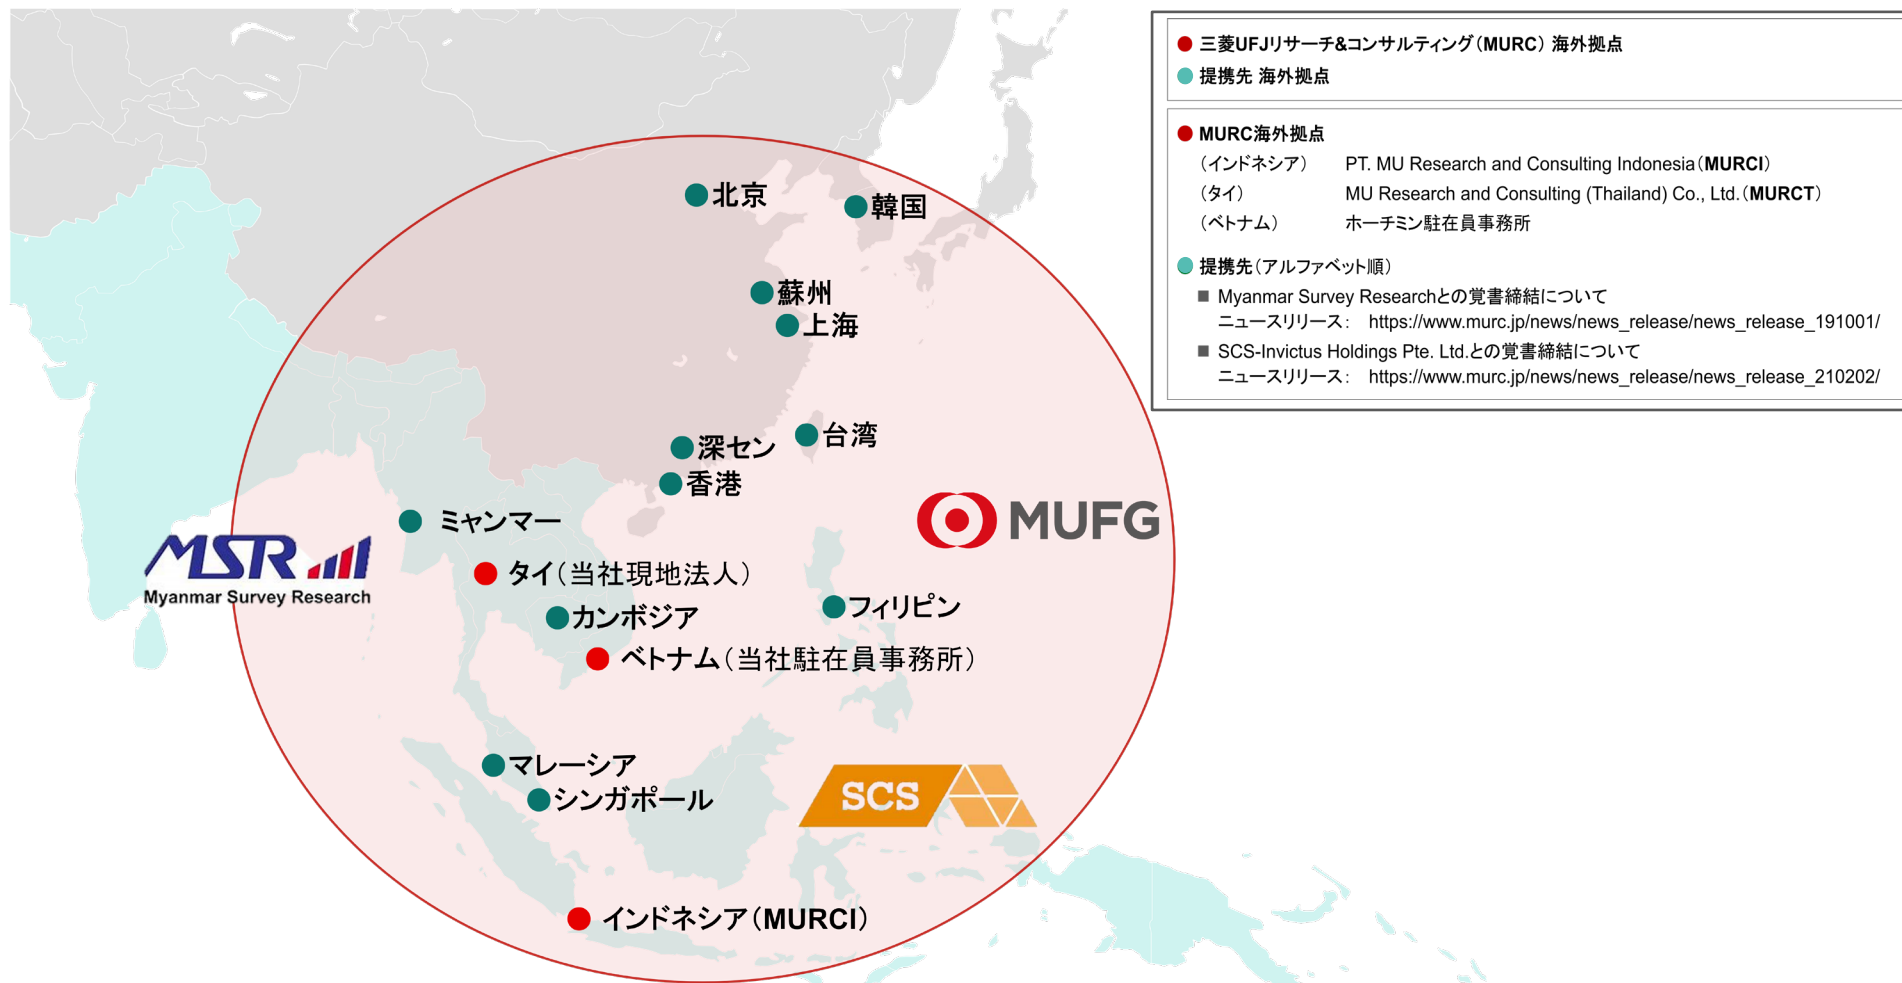 ● 三菱UFJリサーチ&コンサルティング（MURC） 海外拠点
● 提携先 海外拠点
● MURC海外拠点
（インドネシア） PT. MU Research and Consulting Indonesia（MURCI）
（タイ） MU Research and Consulting (Thailand) Co., Ltd.（MURCT）
（ベトナム） ホーチミン駐在員事務所
● 提携先（アルファベット順）
■ Myanmar Survey Researchとの覚書締結について
ニュースリリース： https://www.murc.jp/news/news_release/news_release_191001/
■ SCS-Invictus Holdings Pte. Ltd.との覚書締結について
ニュースリリース： https://www.murc.jp/news/news_release/news_release_210202/
北京
韓国
蘇州
上海
台湾
深セン
香港
MUFG
ミャンマー
MSR
Myanmar Survey Research
タイ（当社現地法人）
フィリピン
カンボジア
ベトナム（当社駐在員事務所）
マレーシア
シンガポール
SCS
インドネシア（MURCI）